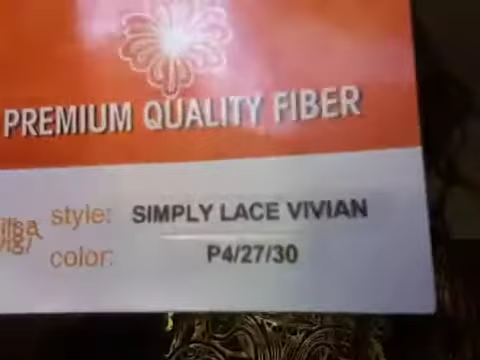 PREMIUM QUALITY FIBER
style: SIMPLY LACE VIVIAN
color: P4/27/30